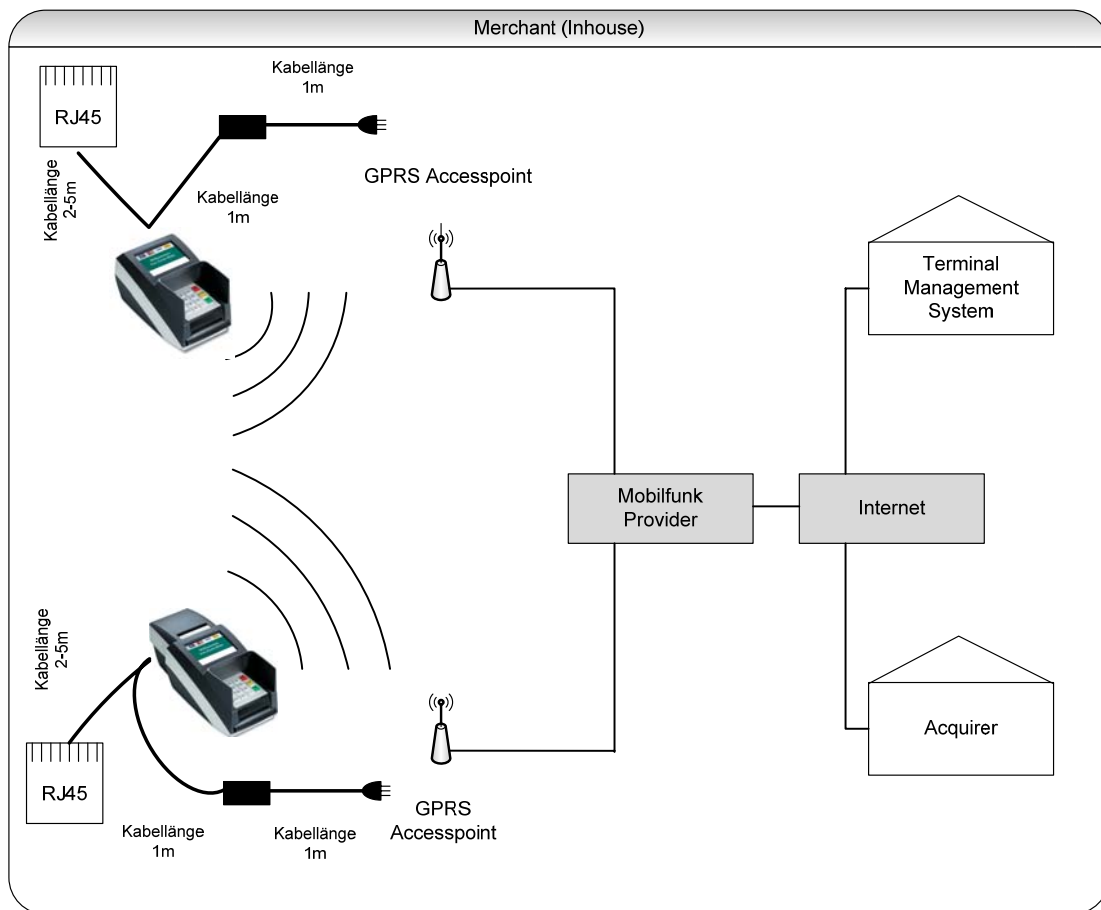 Merchant (Inhouse)
Kabellänge
1m
RJ45
Kabellänge
2-5m
Kabellänge
1m
GPRS Accesspoint
Terminal
Management
System
Mobilfunk
Provider
Internet
Kabellänge
2-5m
Acquirer
RJ45
Kabellänge
1m
Kabellänge
1m
GPRS
Accesspoint